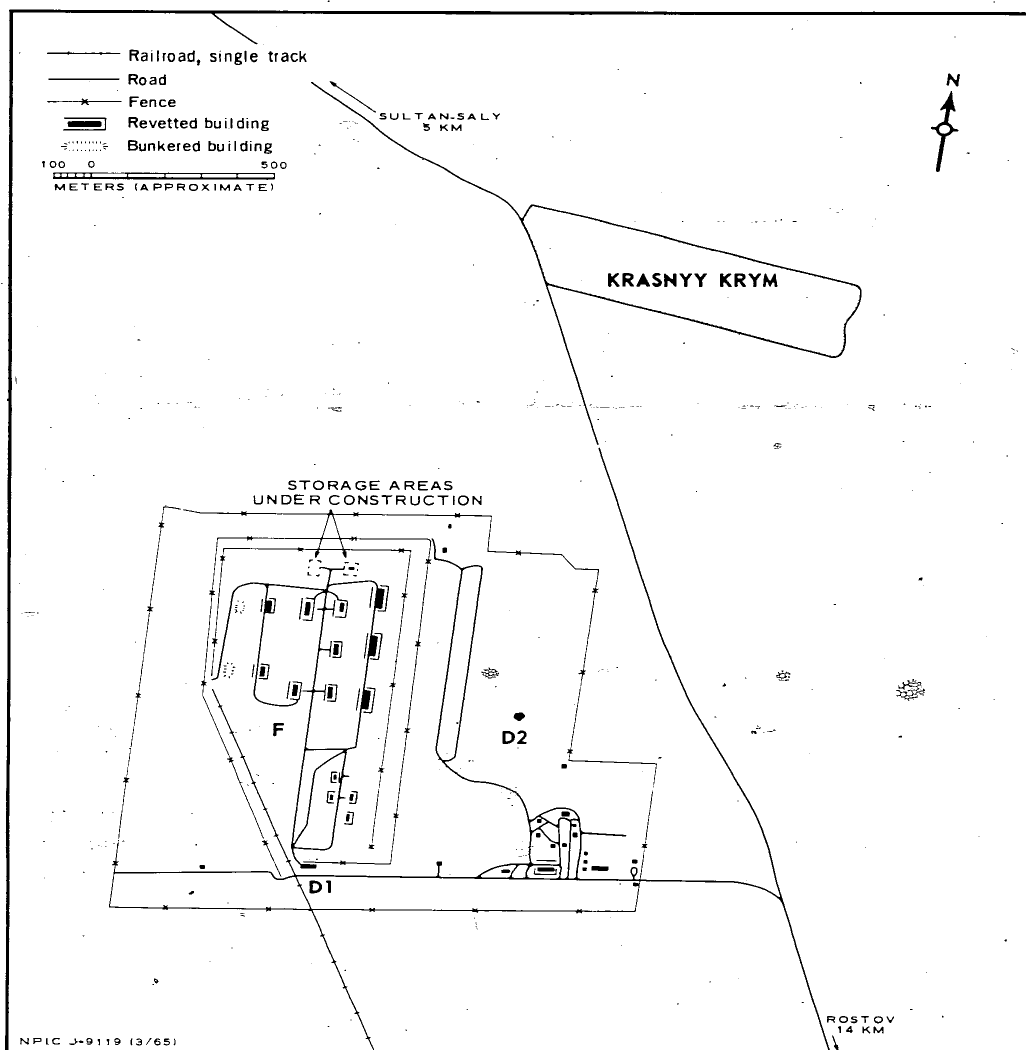 Railroad, single track
Road
Fence
Revetted building
Bunkered building
100 0 500
METERS (APPROXIMATE)
SULTAN-SALY
5 KM
N
KRASNYY KRYM
STORAGE AREAS
UNDER CONSTRUCTION
F
D2
D1
ROSTOV
14 KM
NPIC J-9119 (3/65)